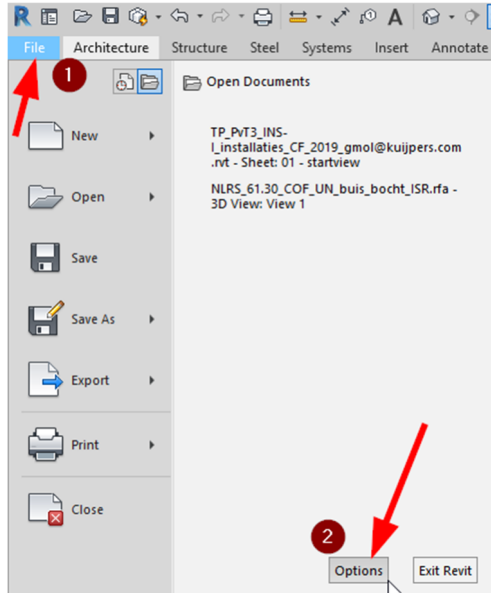 R
A
File Architecture Structure Steel Systems Insert Annotate
1
Open Documents
New
TP_PvT3_INS-
I_installaties_CF_2019_gmol@kuijpers.com
.rvt - Sheet: 01 - startview
Open
NLRS_61.30_COF_UN_buis_bocht_ISR.rfa -
3D View: View 1
Save
Save As
Export
Print
Close
2
Options Exit Revit